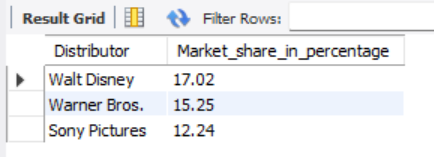 Result Grid Filter Rows:
Distributor Market_share_in_percentage
Walt Disney 17.02
Warner Bros. 15.25
Sony Pictures 12.24